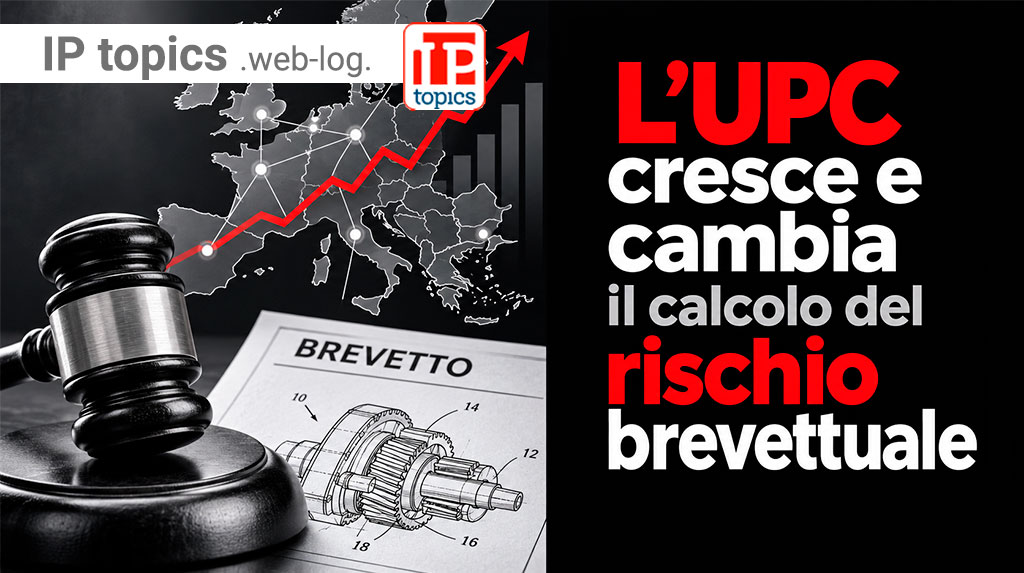 IP topics .web-log.
ITP
topics
L'UPC
cresce e
cambia
il calcolo del
rischio
brevettuale
BREVETTO
10
14
12
16
18